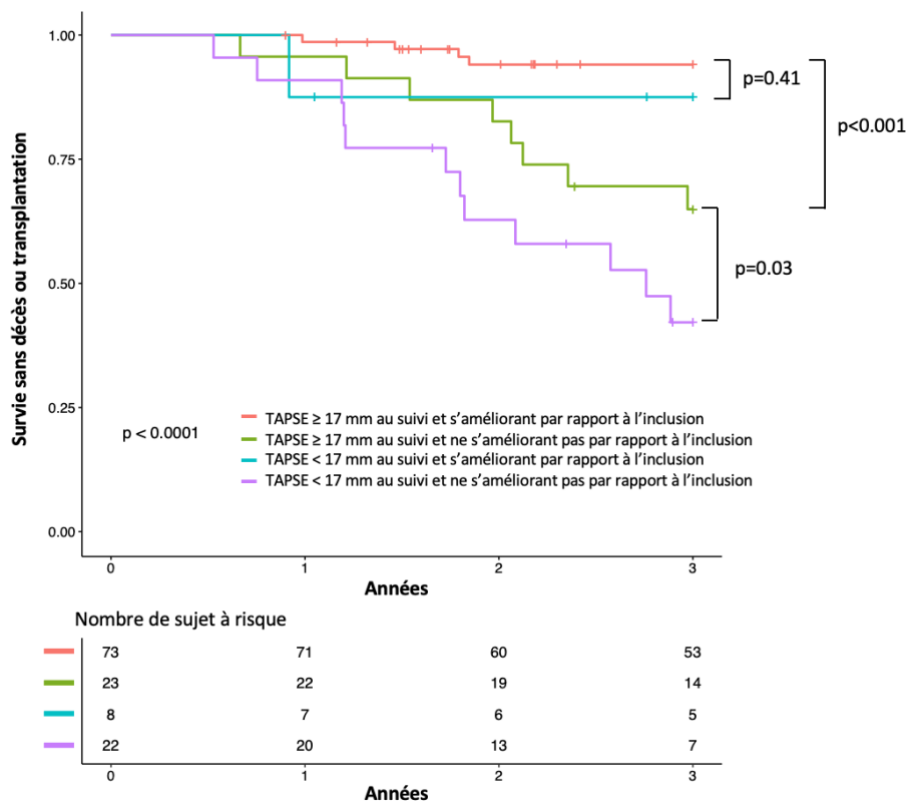 Survie sans décès ou transplantation
1.00
0.75
0.50
0.25
0.00
p=0.41
p<0.001
p=0.03
p < 0.0001
TAPSE ≥ 17 mm au suivi et s’améliorant par rapport à l’inclusion
TAPSE ≥ 17 mm au suivi et ne s’améliorant pas par rapport à l’inclusion
TAPSE < 17 mm au suivi et s’améliorant par rapport à l’inclusion
TAPSE < 17 mm au suivi et ne s’améliorant pas par rapport à l’inclusion
0 1 2 3
Années
Nombre de sujet à risque
73 71 60 53
23 22 19 14
8 7 6 5
22 20 13 7
0 1 2 3
Années